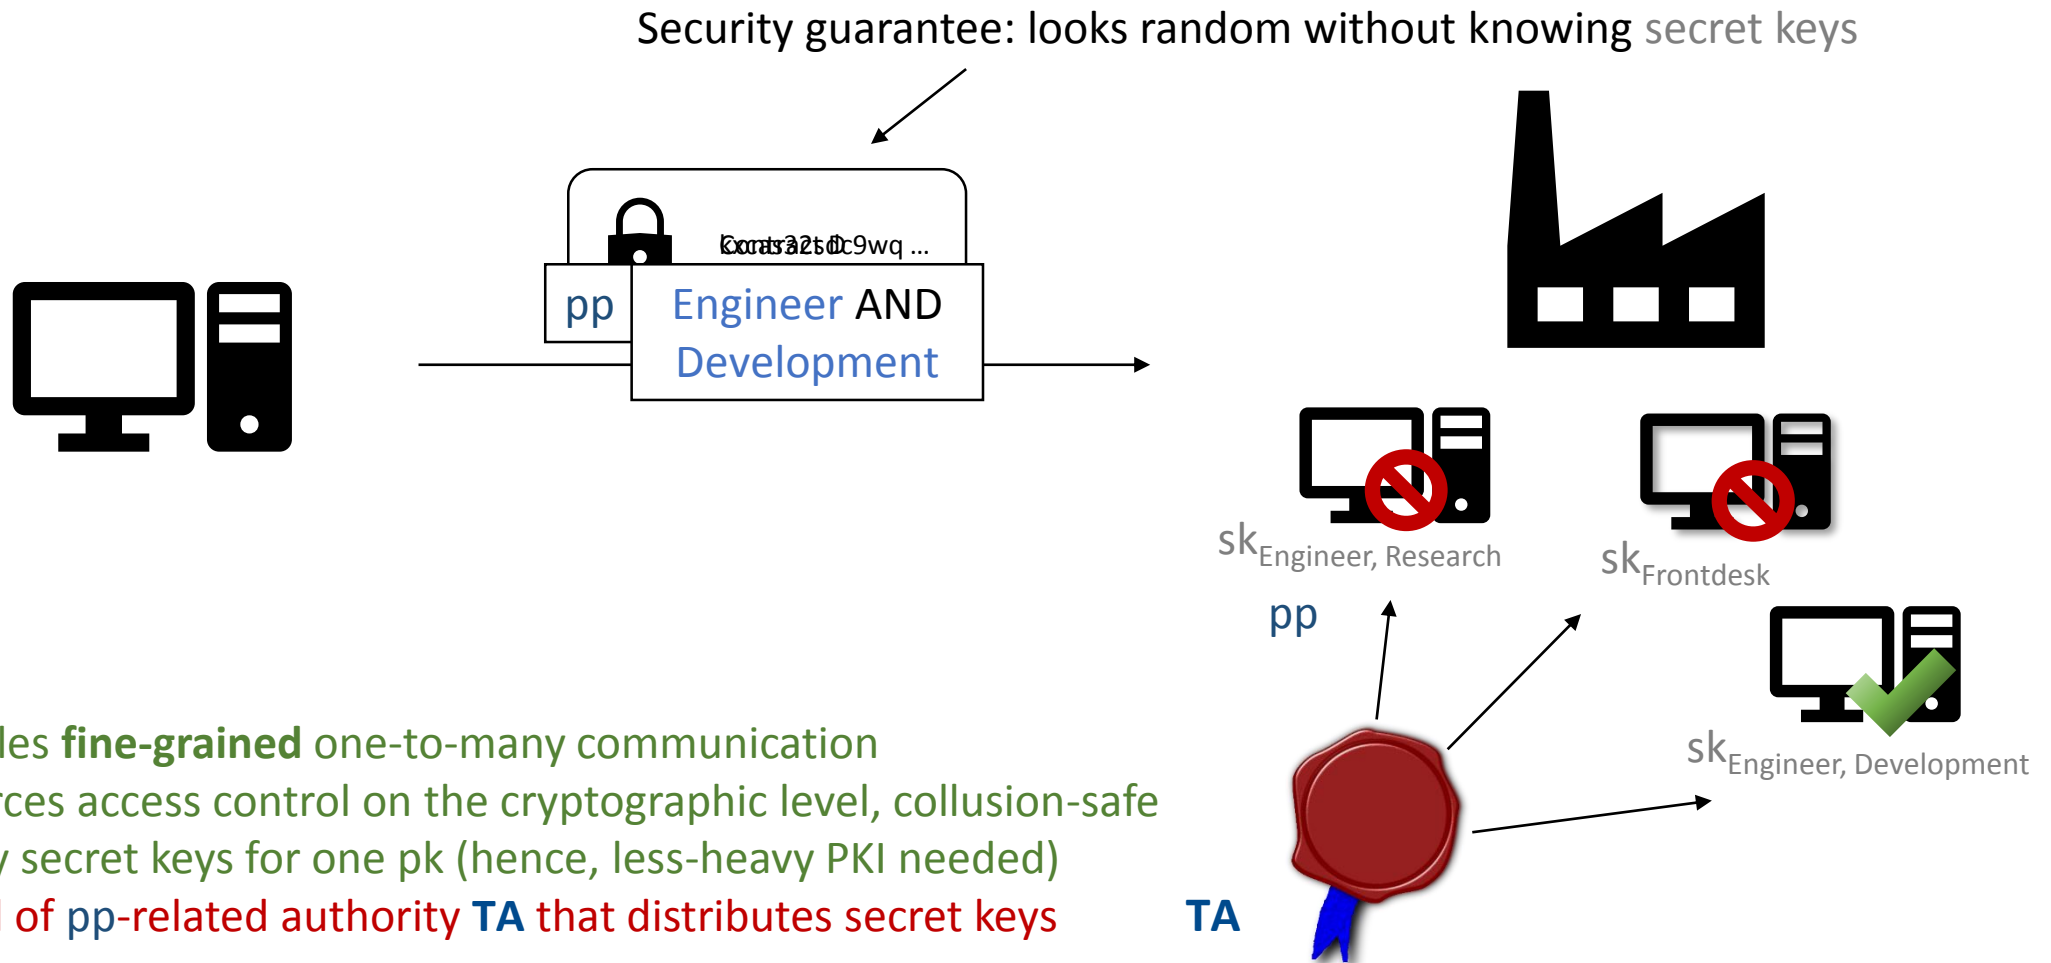 Security guarantee: looks random without knowing secret keys
pp
Engineer AND
Development
sk Engineer, Research
sk Frontdesk
pp
sk Engineer, Development
les fine-grained one-to-many communication
rces access control on the cryptographic level, collusion-safe
y secret keys for one pk (hence, less-heavy PKI needed)
of pp-related authority TA that distributes secret keys
TA